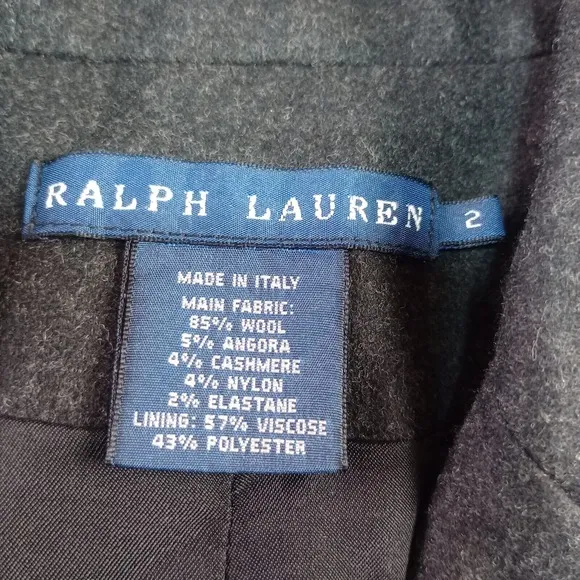 RALPH LAUREN 2
MADE IN ITALY
MAIN FABRIC:
85% WOOL
5% ANGORA
4% CASHMERE
4% NYLON
2% ELASTANE
LINING: 57% VISCOSE
43% POLYESTER